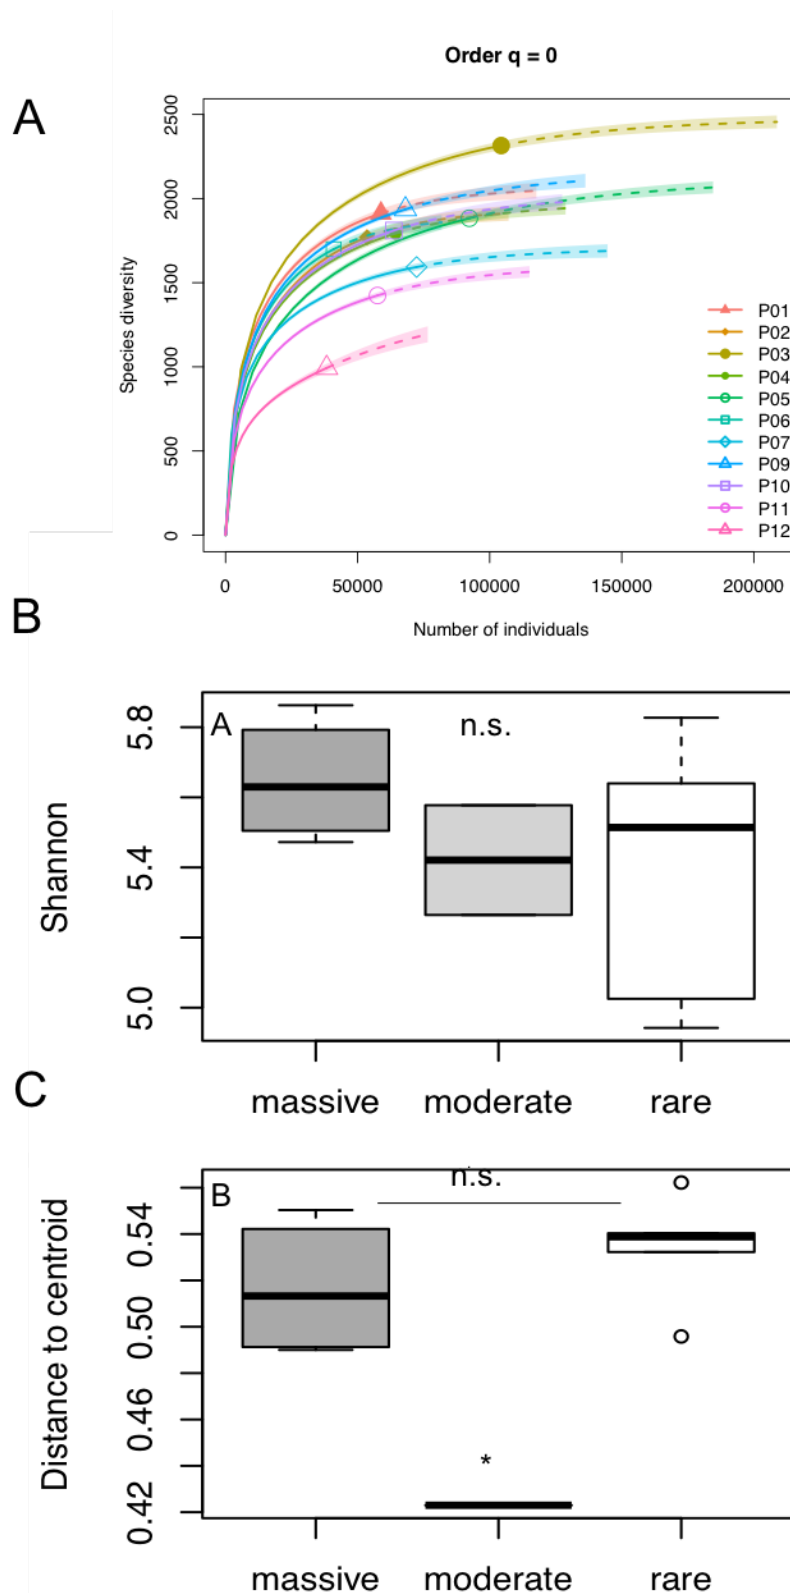 Order q = 0
A
2500
2000
1500
1000
500
0
Species diversity
P01
P02
P03
P04
P05
P06
P07
P09
P10
P11
P12
0 50000 100000 150000 200000
Number of individuals
B
A
n.s.
5.8
5.4
5.0
Shannon
massive moderate rare
C
B
n.s.
0.54
0.50
0.46
0.42
Distance to centroid
*
massive moderate rare